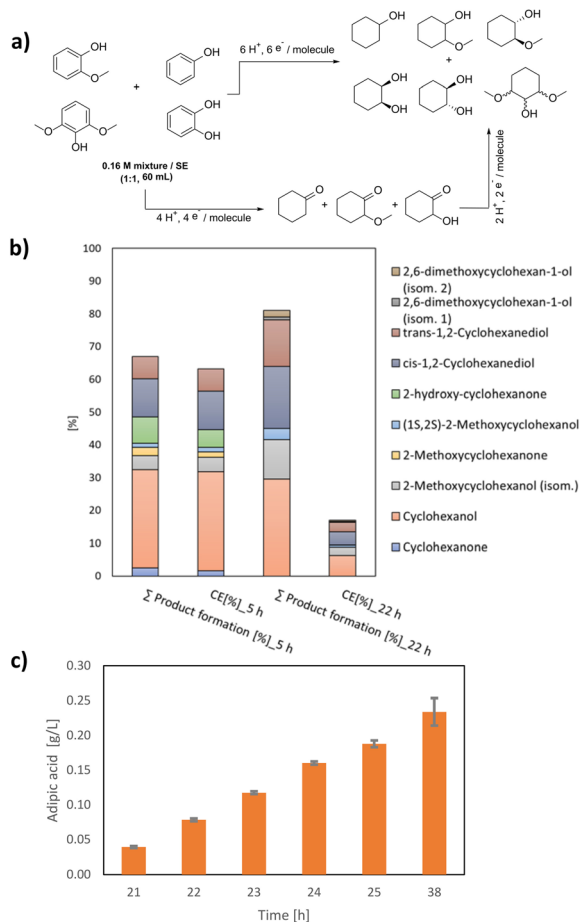 a)
OH
O
OH
O
O
OH
+
OH
OH
OH
0.16 M mixture / SE
(1:1, 60 mL)
6 H⁺, 6 e⁻ / molecule
4 H⁺, 4 e⁻ / molecule
OH
OH
O
OH
O
+
OH
OH
OH
OH
O
OH
O
2 H⁺, 2 e⁻ / molecule
O
+
O
O
+
O
OH
b)
100
90
80
70
60
50
40
30
20
10
0
[%]
∑ Product formation [%]_5 h
CE[%]_5 h
∑ Product formation [%]_22 h
CE[%]_22 h
2,6-dimethoxycyclohexan-1-ol
(isom. 2)
2,6-dimethoxycyclohexan-1-ol
(isom. 1)
trans-1,2-Cyclohexanediol
cis-1,2-Cyclohexanediol
2-hydroxy-cyclohexanone
(1S,2S)-2-Methoxycyclohexanol
2-Methoxycyclohexanone
2-Methoxycyclohexanol (isom.)
Cyclohexanol
Cyclohexanone
c)
0.30
0.25
0.20
0.15
0.10
0.05
0.00
Adipic acid [g/L]
21 22 23 24 25 38
Time [h]